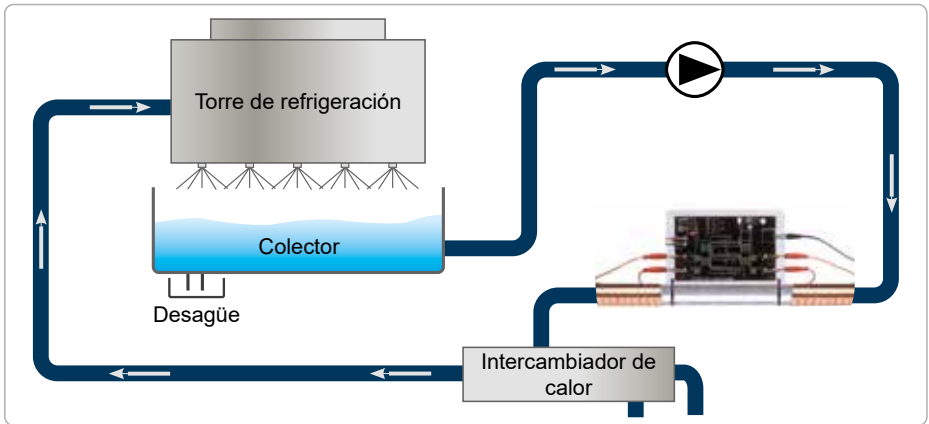 Torre de refrigeración
Colector
Desagüe
Intercambiador de
calor